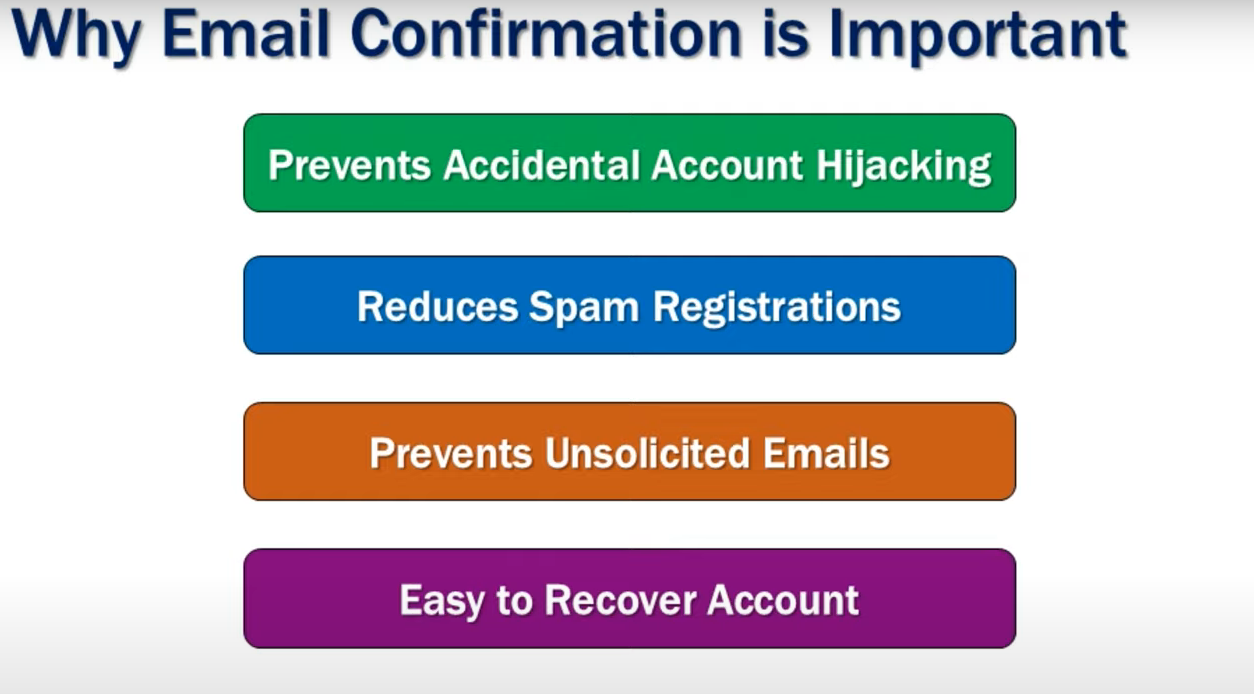 Why Email Confirmation is Important
Prevents Accidental Account Hijacking
Reduces Spam Registrations
Prevents Unsolicited Emails
Easy to Recover Account